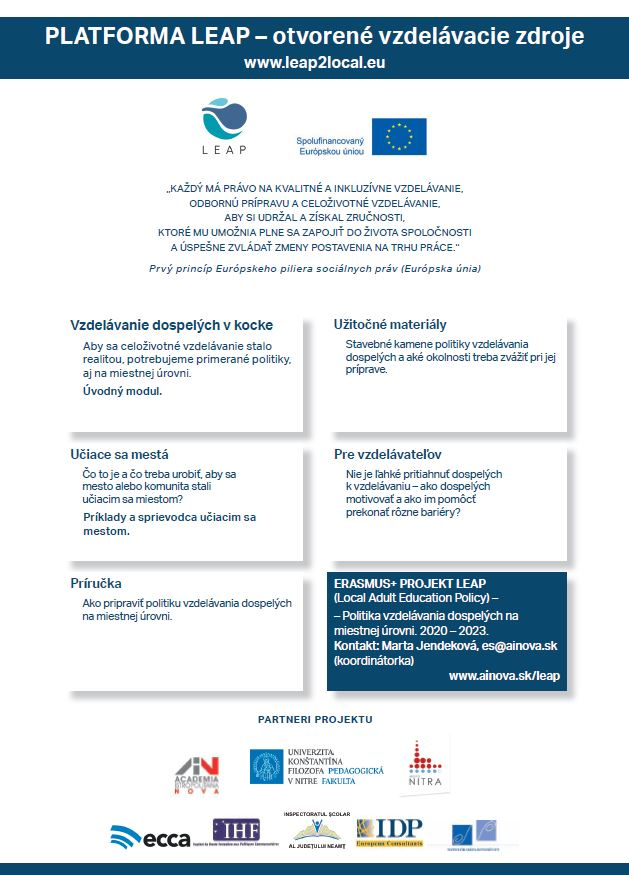 PLATFORMA LEAP – otvorené vzdelávacie zdroje
www.leap2local.eu
LEAP
Spolufinancovaný
Európskou úniou
„KAŽDÝ MÁ PRÁVO NA KVALITNÉ A INKLUZÍVNE VZDELÁVANIE,
ODBORNÚ PRÍPRAVU A CELOŽIVOTNÉ VZDELÁVANIE,
ABY SI UDRŽAL A ZÍSKAL ZRUČNOSTI,
KTORÉ MU UMOŽNIA PLNE SA ZAPOJIŤ DO ŽIVOTA SPOLOČNOSTI
A ÚSPEŠNE ZVLÁDAŤ ZMENY POSTAVENIA NA TRHU PRÁCE.“
Prvý princíp Európskeho piliera sociálnych práv (Európska únia)
Vzdelávanie dospelých v kocke
Aby sa celoživotné vzdelávanie stalo
realitou, potrebujeme primerané politiky,
aj na miestnej úrovni.
Úvodný modul.
Užitočné materiály
Stavebné kamene politiky vzdelávania
dospelých a aké okolnosti treba zvážiť pri jej
príprave.
Učiace sa mestá
Čo to je a čo treba urobiť, aby sa
mesto alebo komunita stali
učiacim sa miestom?
Príklady a sprievodca učiacim sa
mestom.
Pre vzdelávateľov
Nie je ľahké pritiahnuť dospelých
k vzdelávaniu – ako dospelých
motivovať a ako im pomôcť
prekonať rôzne bariéry?
Príručka
Ako pripraviť politiku vzdelávania dospelých
na miestnej úrovni.
ERASMUS+ PROJEKT LEAP
(Local Adult Education Policy) –
– Politika vzdelávania dospelých na
miestnej úrovni. 2020 – 2023.
Kontakt: Marta Jendeková, es@ainova.sk
(koordinátorka)
www.ainova.sk/leap
PARTNERI PROJEKTU
AIN
ACADEMIA
ISTROPOLITANA
NOVA
UNIVERZITA
KONŠTANTÍNA
FILOZOFA PEDAGOGICKÁ
V NITRE FAKULTA
NITRA
ecca
IHF
INSPECTORATUL ŞCOLAR
AL JUDEŢULUI NEAMŢ
IDP
European Consultants